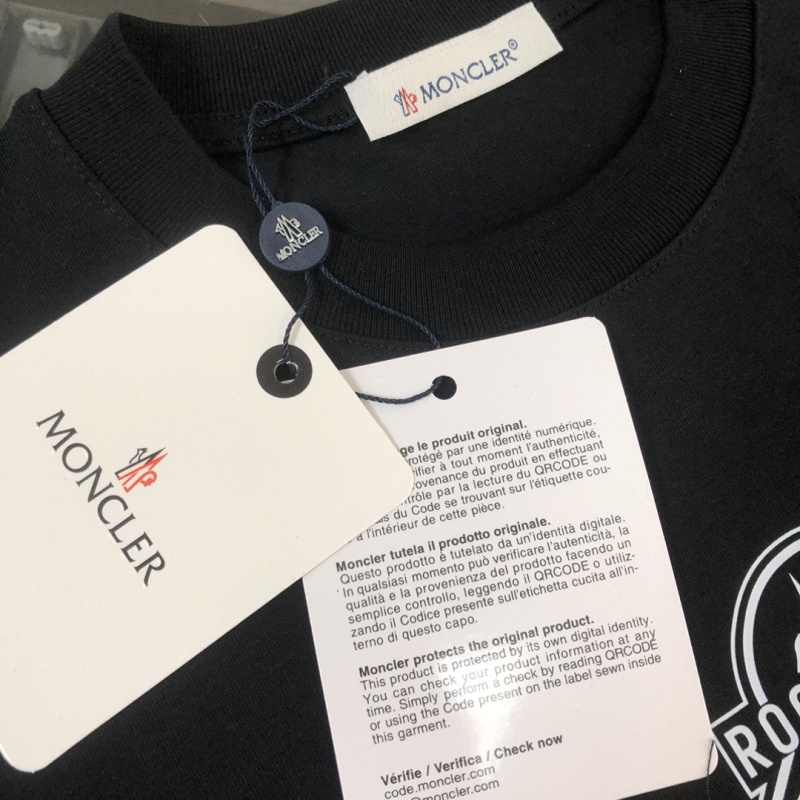 MONCLER®
MONCLER
MONCLER
ge le produit original.
rotégé par une identité numérique.
ifier à tout moment l'authenticité,
ovenance du produit en effectuant
ntrôle par la lecture du QRCODE ou
as du Code se trouvant sur l'étiquette cou-
à l'intérieur de cette pièce.
Moncler tutela il prodotto originale.
Questo prodotto è tutelato da un'identità digitale.
In qualsiasi momento può verificare l'autenticità, la
qualità e la provenienza del prodotto facendo un
semplice controllo, leggendo il QRCODE o utiliz-
zando il Codice presente sull'etichetta cucita all'in-
terno di questo capo.
Moncler protects the original product.
This product is protected by its own digital identity.
You can check your product information at any
time. Simply perform a check by reading QRCODE
or using the Code present on the label sewn inside
this garment.
Vérifie / Verifica / Check now
code.moncler.com
@moncler.com
ROC